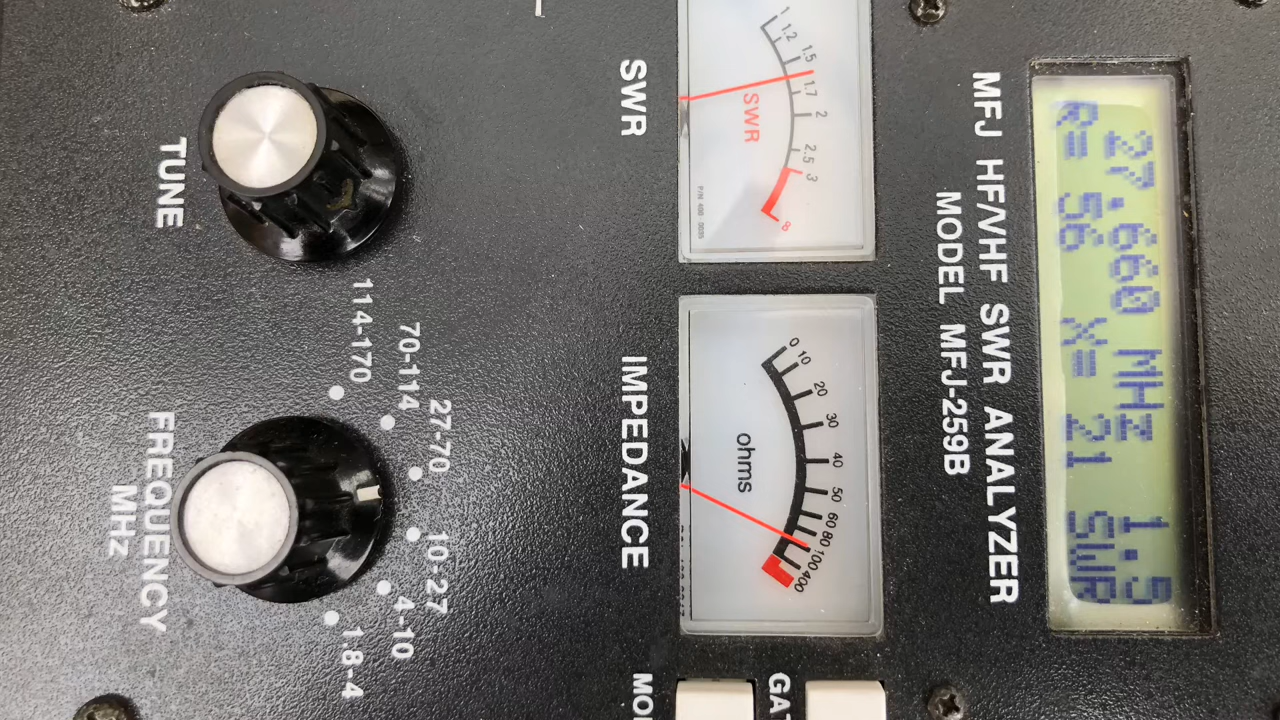 27.660 MHz 1.5
R= 56 X= 21 SWR
MFJ HF/VHF SWR ANALYZER
MODEL MFJ-259B
SWR
1 1.2 1.5 1.7 2 2.5 3 ∞
SWR
IMPEDANCE
0 10 20 30 40 50 60 80 100 400
ohms
TUNE
114-170
70-114
27-70
10-27
4-10
1.8-4
FREQUENCY
MHz